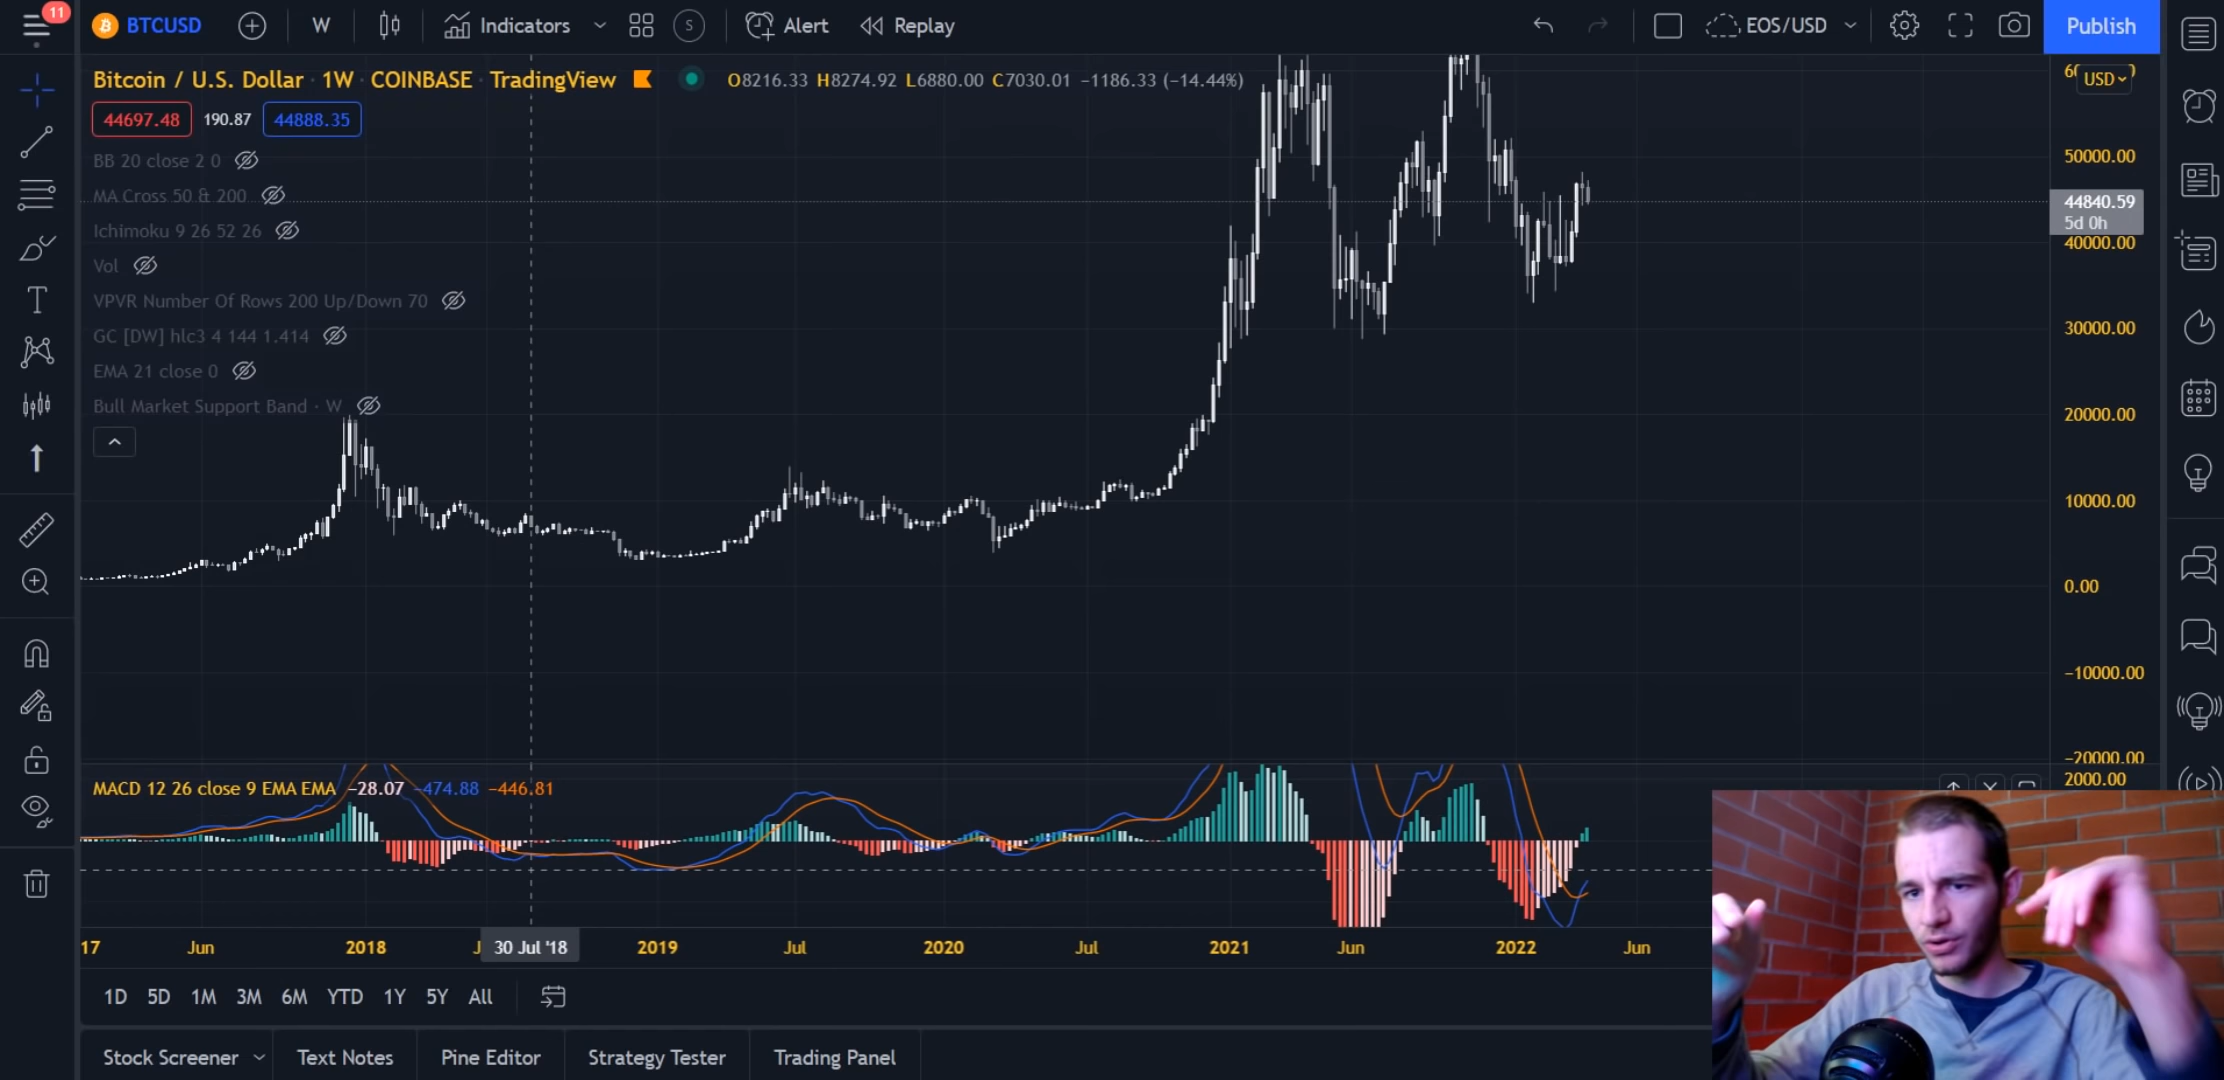 11
BTCUSD W Indicators S Alert Replay EOS/USD Publish
Bitcoin / U.S. Dollar · 1W · COINBASE · TradingView O8216.33 H8274.92 L6880.00 C7030.01 −1186.33 (−14.44%)
USD
44697.48 190.87 44888.35
BB 20 close 2 0
MA Cross 50 & 200
Ichimoku 9 26 52 26
Vol
VPVR Number Of Rows 200 Up/Down 70
GC [DW] hlc3 4 144 1.414
EMA 21 close 0
Bull Market Support Band · W
50000.00
44840.59
5d 0h
40000.00
30000.00
20000.00
10000.00
0.00
−10000.00
−20000.00
2000.00
MACD 12 26 close 9 EMA EMA −28.07 −474.88 −446.81
17 Jun 2018 30 Jul '18 2019 Jul 2020 Jul 2021 Jun 2022 Jun
1D 5D 1M 3M 6M YTD 1Y 5Y All
Stock Screener Text Notes Pine Editor Strategy Tester Trading Panel